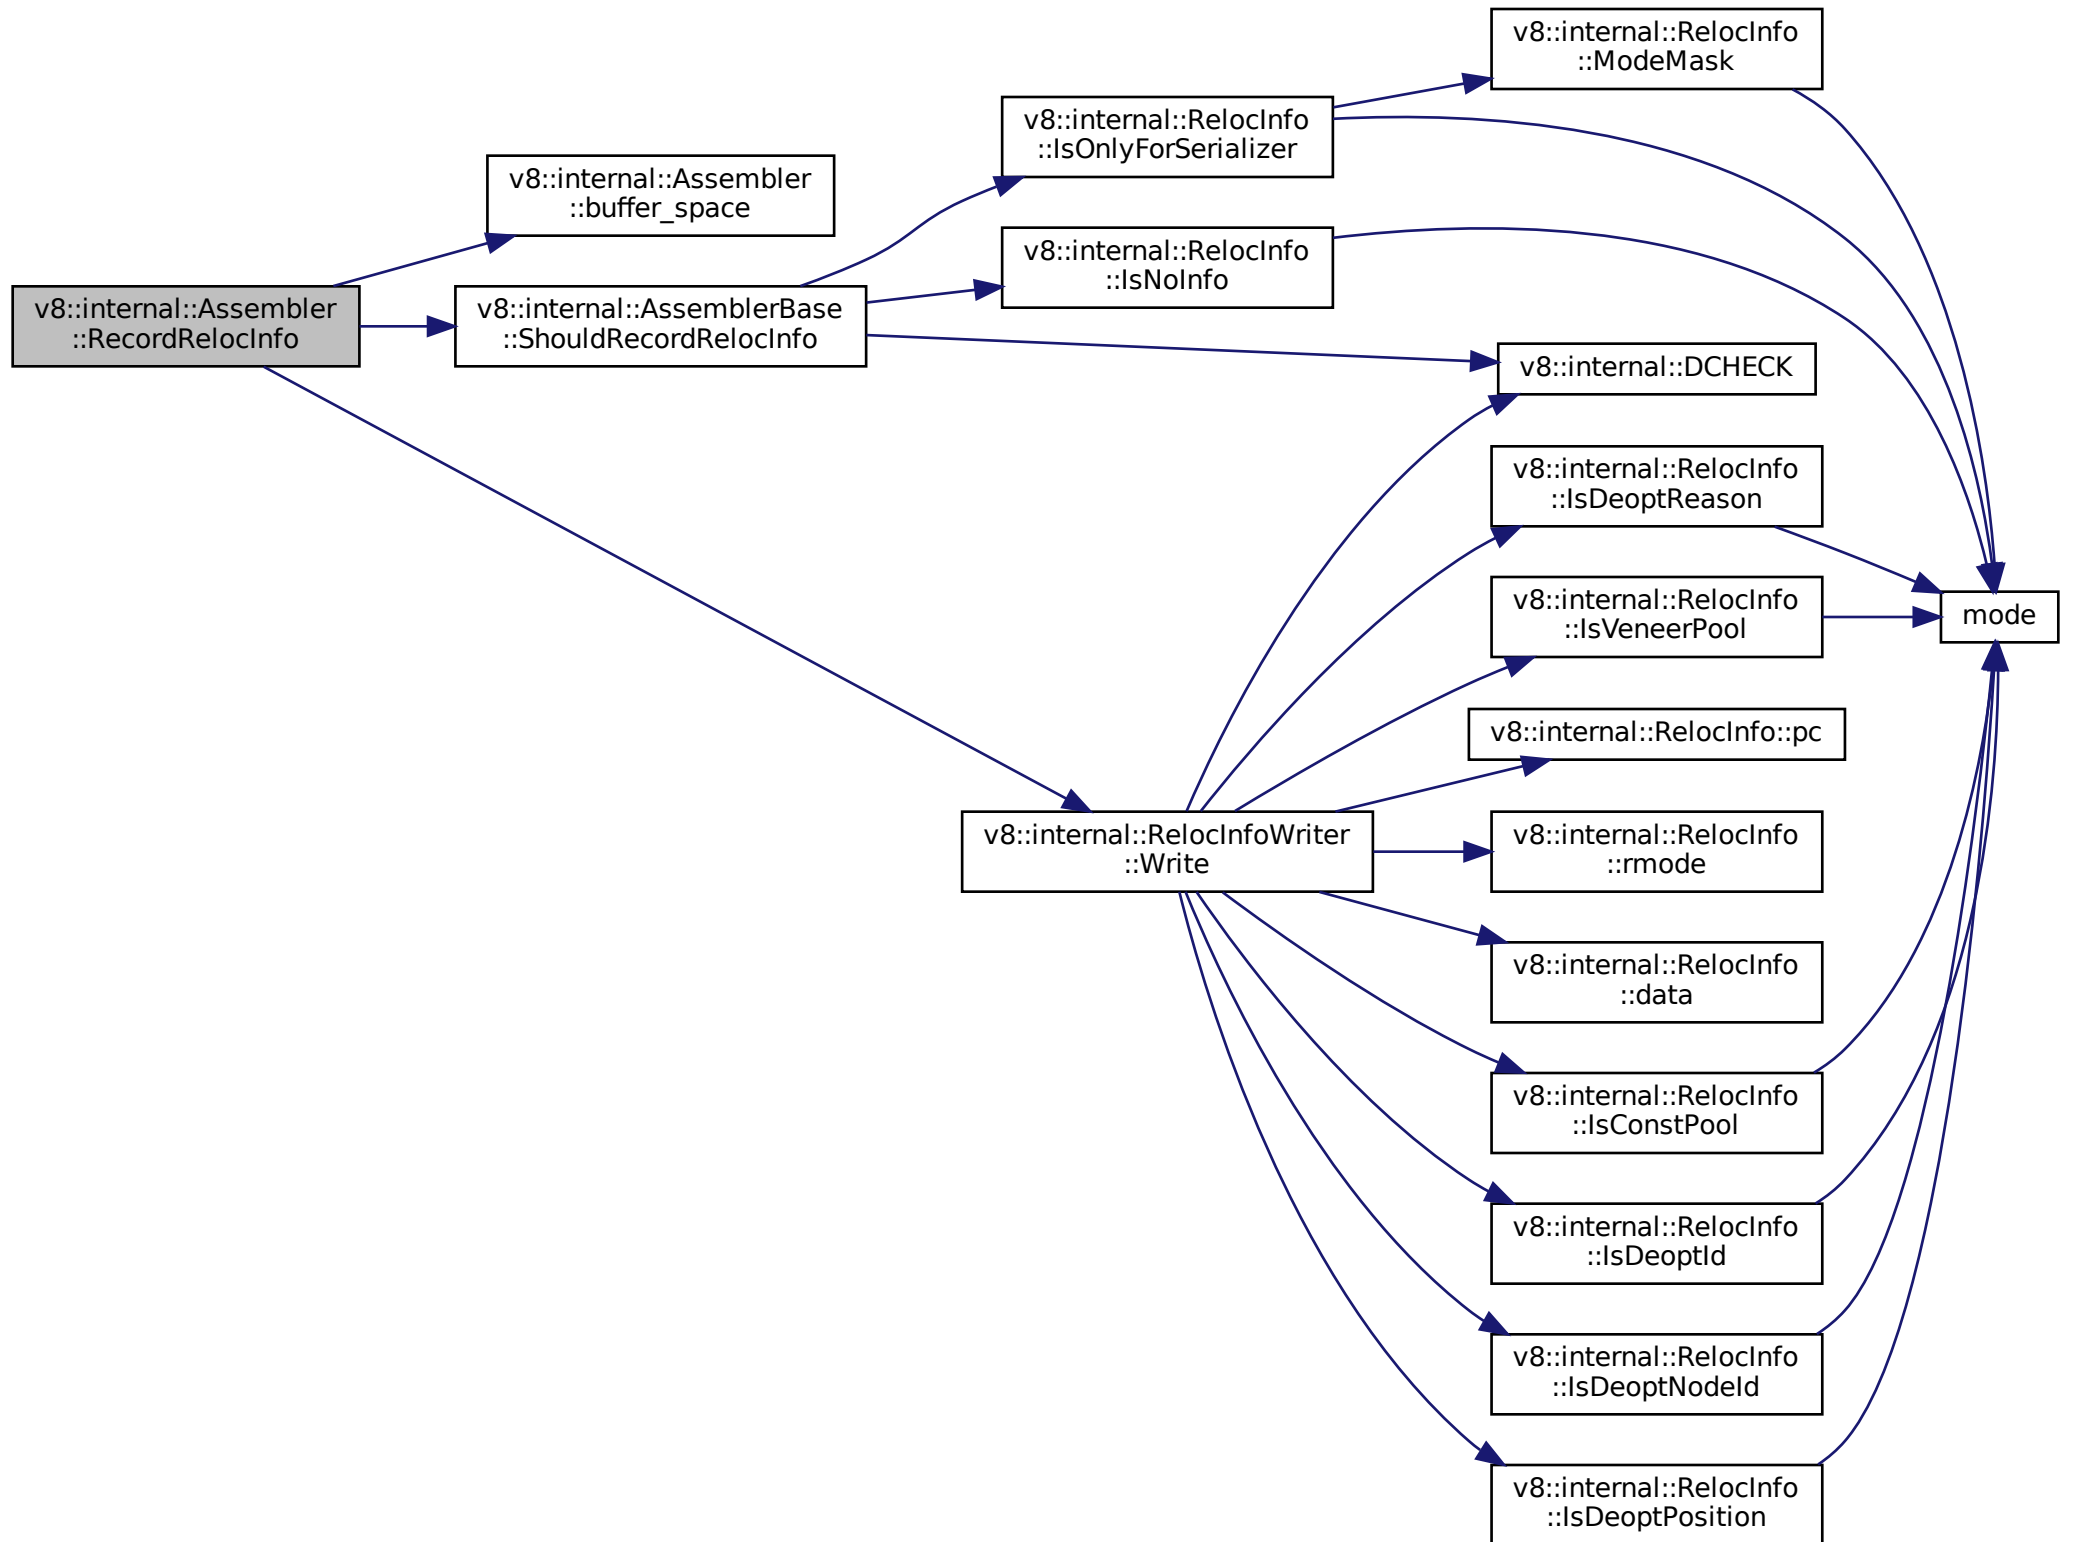 v8::internal::RelocInfo
::ModeMask
v8::internal::RelocInfo
::IsOnlyForSerializer
v8::internal::Assembler
::buffer_space
v8::internal::RelocInfo
::IsNoInfo
v8::internal::Assembler
::RecordRelocInfo
v8::internal::AssemblerBase
::ShouldRecordRelocInfo
v8::internal::DCHECK
v8::internal::RelocInfo
::IsDeoptReason
v8::internal::RelocInfo
::IsVeneerPool
mode
v8::internal::RelocInfo::pc
v8::internal::RelocInfoWriter
::Write
v8::internal::RelocInfo
::rmode
v8::internal::RelocInfo
::data
v8::internal::RelocInfo
::IsConstPool
v8::internal::RelocInfo
::IsDeoptId
v8::internal::RelocInfo
::IsDeoptNodeId
v8::internal::RelocInfo
::IsDeoptPosition